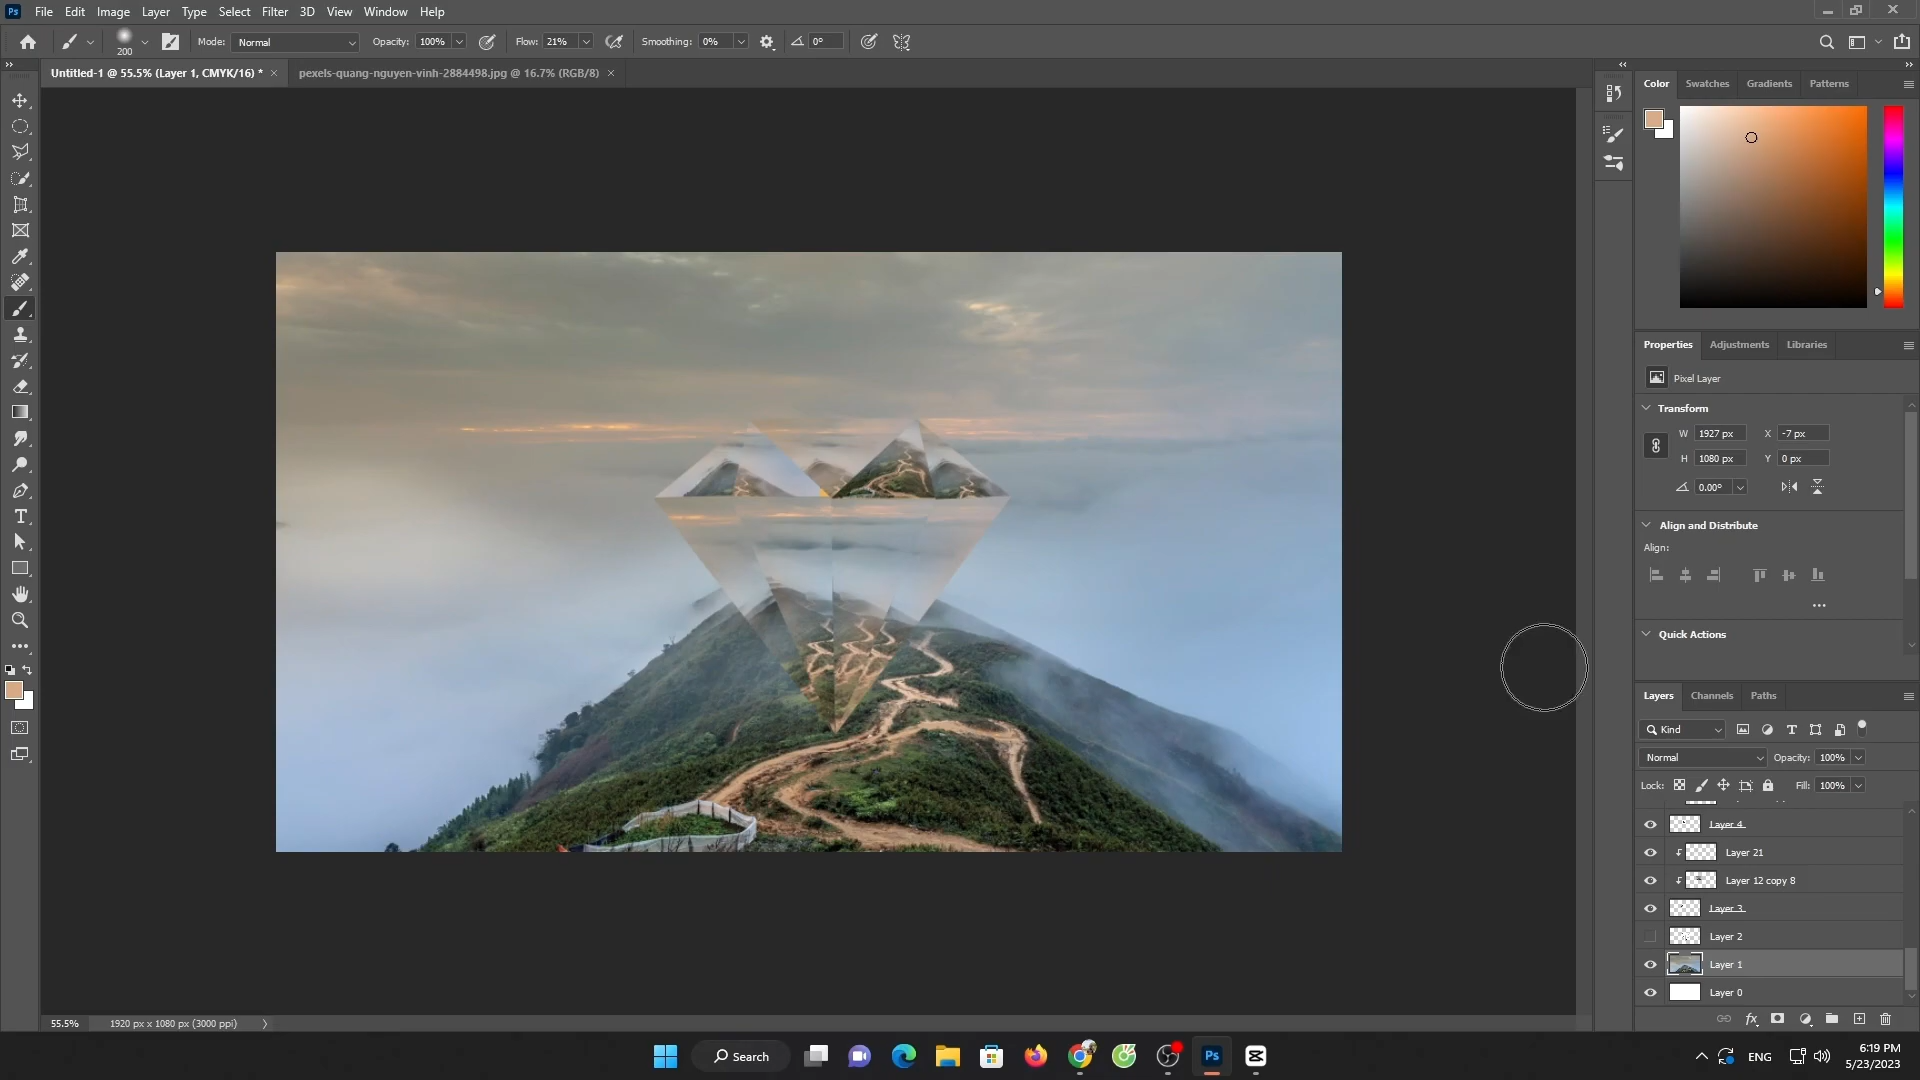 Ps File Edit Image Layer Type Select Filter 3D View Window Help
200 Mode: Normal Opacity: 100% Flow: 21% Smoothing: 0% 0°
Untitled-1 @ 55.5% (Layer 1, CMYK/16) * × pexels-quang-nguyen-vinh-2884498.jpg @ 16.7% (RGB/8) ×
Color Swatches Gradients Patterns
Properties Adjustments Libraries
Pixel Layer
Transform
W 1927 px X -7 px
H 1080 px Y 0 px
0.00°
Align and Distribute
Align:
Quick Actions
Layers Channels Paths
Kind
Normal Opacity: 100%
Lock: Fill: 100%
Layer 4
Layer 21
Layer 12 copy 8
Layer 3
Layer 2
Layer 1
Layer 0
fx
55.5% 1920 px x 1080 px (3000 ppi)
Search
Ps
ENG
6:19 PM
5/23/2023